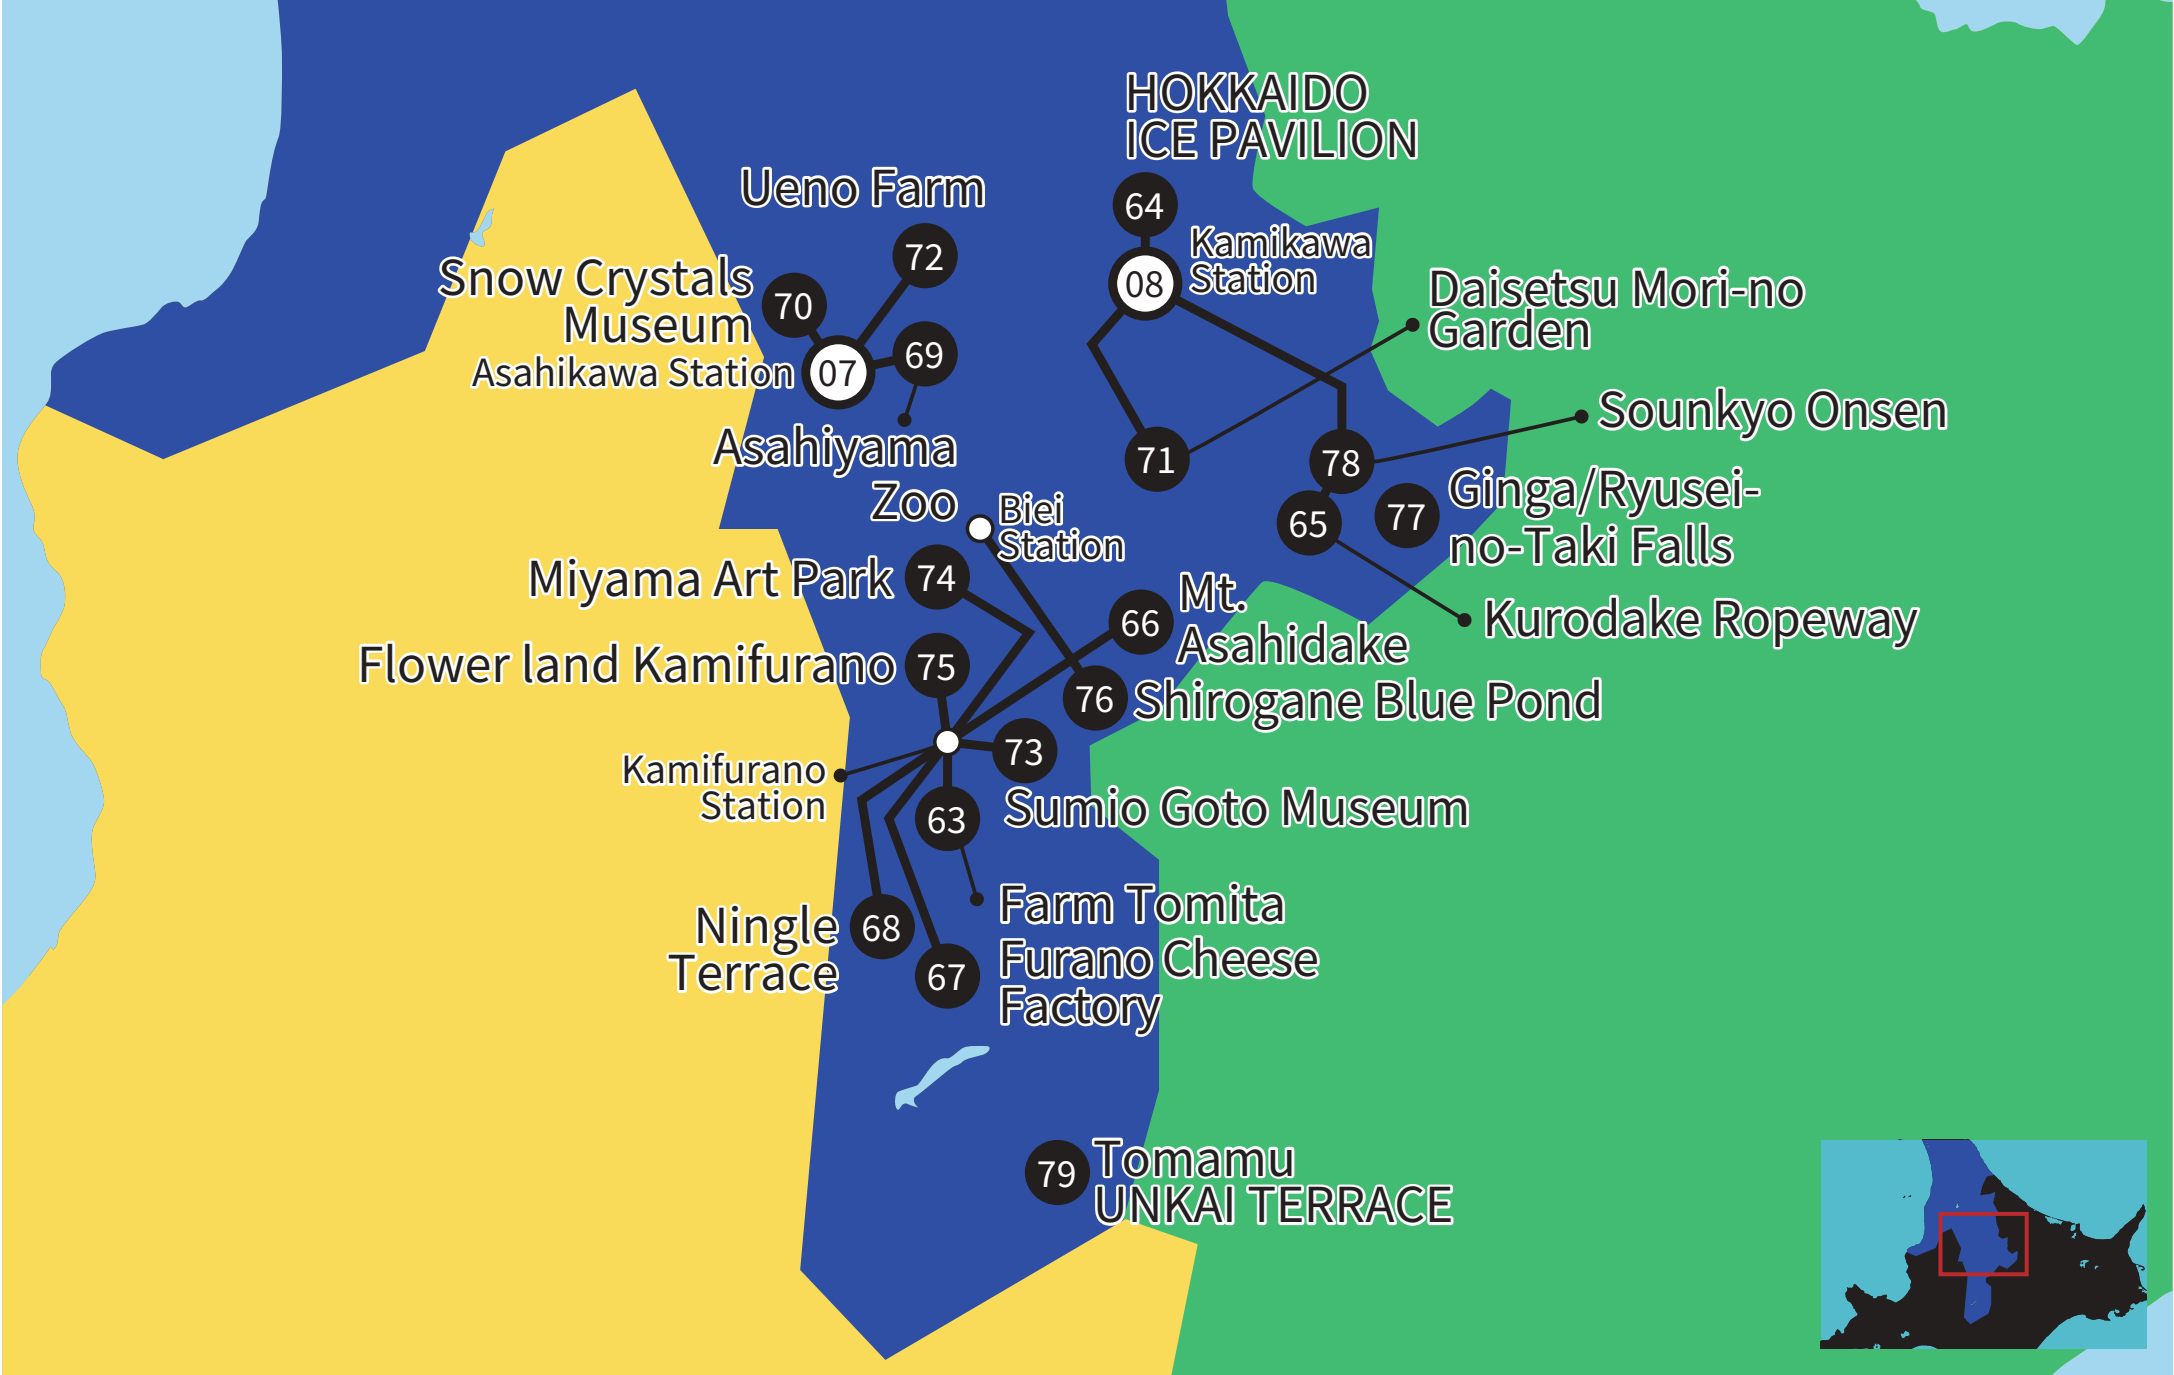 HOKKAIDO
ICE PAVILION
64
Kamikawa
Station
08
Ueno Farm
72
Snow Crystals
Museum
70
Asahikawa Station
07
69
Asahiyama
Zoo
Daisetsu Mori-no
Garden
71
Sounkyo Onsen
78
65
77
Ginga/Ryusei-
no-Taki Falls
Kurodake Ropeway
Biei
Station
Miyama Art Park
74
66
Mt.
Asahidake
Flower land Kamifurano
75
76
Shirogane Blue Pond
73
Kamifurano
Station
63
Sumio Goto Museum
Farm Tomita
Ningle
Terrace
68
67
Furano Cheese
Factory
79
Tomamu
UNKAI TERRACE